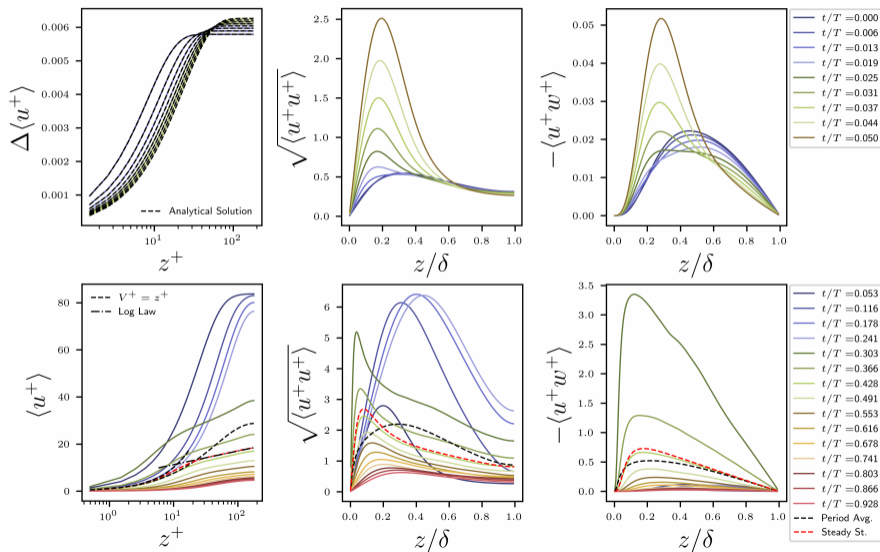 0.006
0.005
0.004
0.003
0.002
0.001
Δ⟨u⁺⟩
10¹
10²
z⁺
Analytical Solution
2.5
2.0
1.5
1.0
0.5
0.0
√⟨u⁺u⁺⟩
0.0 0.2 0.4 0.6 0.8 1.0
z/δ
0.05
0.04
0.03
0.02
0.01
0.00
−⟨u⁺w⁺⟩
0.0 0.2 0.4 0.6 0.8 1.0
z/δ
t/T =0.000
t/T =0.006
t/T =0.013
t/T =0.019
t/T =0.025
t/T =0.031
t/T =0.037
t/T =0.044
t/T =0.050
80
60
40
20
0
⟨u⁺⟩
V⁺ = z⁺
Log Law
10⁰
10¹
10²
z⁺
6
5
4
3
2
1
0
√⟨u⁺u⁺⟩
0.0 0.2 0.4 0.6 0.8 1.0
z/δ
3.5
3.0
2.5
2.0
1.5
1.0
0.5
0.0
−⟨u⁺w⁺⟩
0.0 0.2 0.4 0.6 0.8 1.0
z/δ
t/T =0.053
t/T =0.116
t/T =0.178
t/T =0.241
t/T =0.303
t/T =0.366
t/T =0.428
t/T =0.491
t/T =0.553
t/T =0.616
t/T =0.678
t/T =0.741
t/T =0.803
t/T =0.866
t/T =0.928
Period Avg.
Steady St.